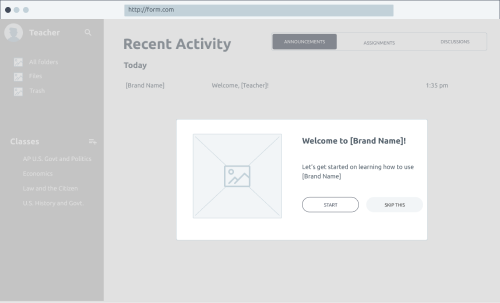 http://form.com
Teacher
All Folders
Files
Trash
Classes
AP U.S. Govt and Politics
Economics
Law and the Citizen
U.S. History and Govt.
Recent Activity
ANNOUNCEMENTS
ASSIGNMENTS
DISCUSSIONS
Today
[Brand Name] Welcome, [Teacher]! 1:35 pm
Welcome to [Brand Name]!
Let's get started on learning how to use
[Brand Name]
START
SKIP THIS